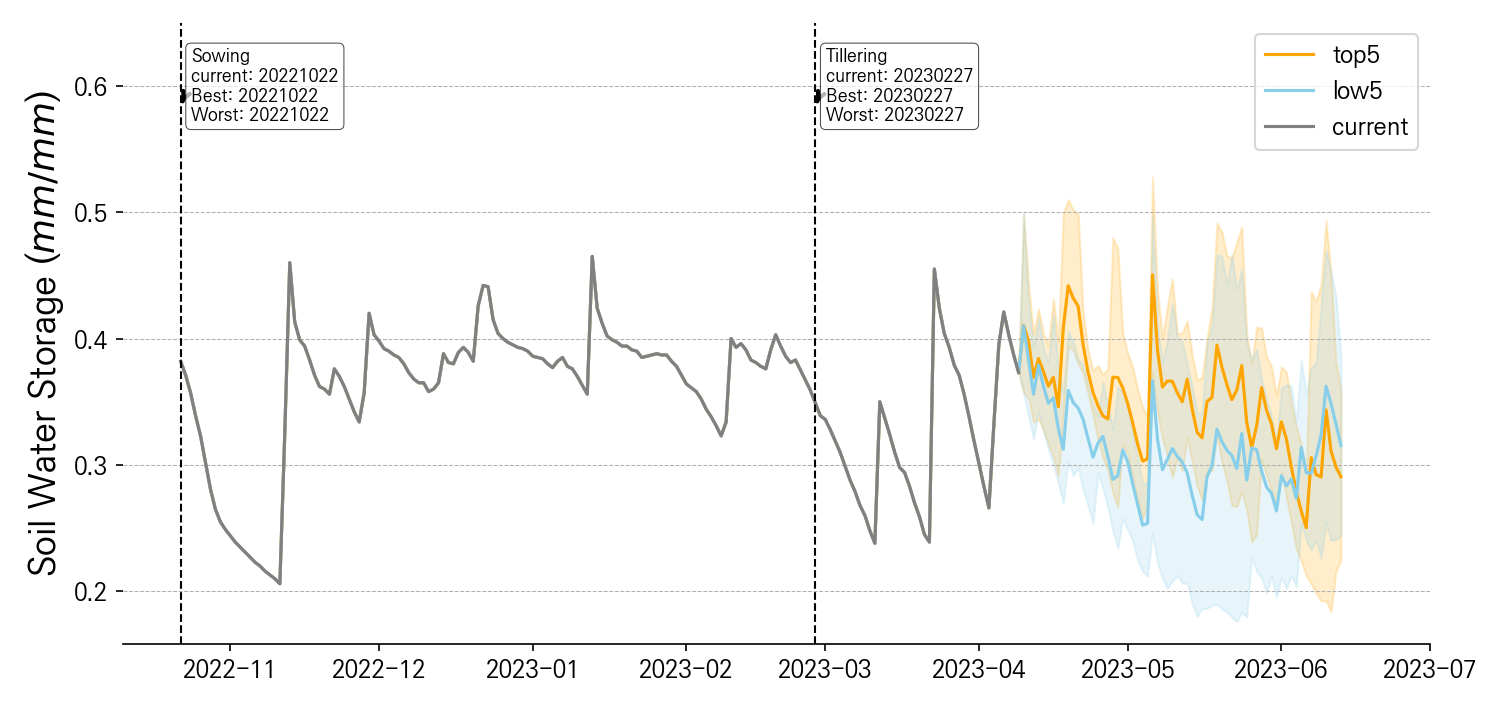 Sowing
current: 20221022
Best: 20221022
Worst: 20221022
Tillering
current: 20230227
Best: 20230227
Worst: 20230227
top5
low5
current
Soil Water Storage (mm/mm)
0.6
0.5
0.4
0.3
0.2
2022−11
2022−12
2023−01
2023−02
2023−03
2023−04
2023−05
2023−06
2023−07